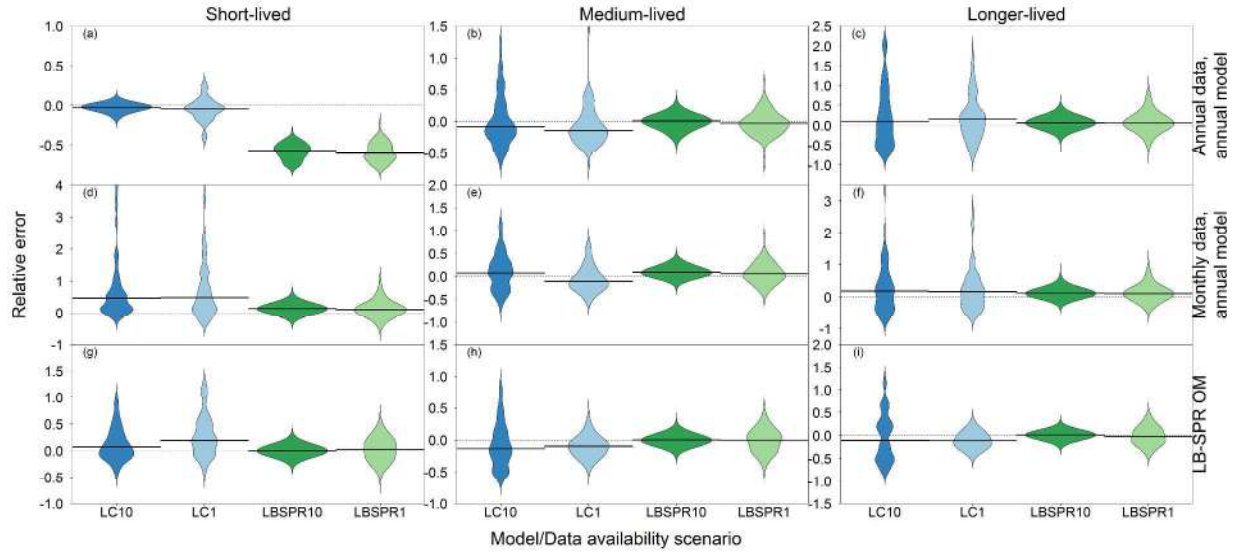 Short-lived
Medium-lived
Longer-lived
(a)
1.0
0.5
0.0
-0.5
(b)
1.5
1.0
0.5
0.0
-0.5
(c)
2.5
2.0
1.5
1.0
0.5
0.0
-0.5
-1.0
Annual data,
annual model
Relative error
(d)
4
3
2
1
0
-1
(e)
2.0
1.5
1.0
0.5
0.0
-0.5
-1.0
(f)
3
2
1
0
-1
Monthly data,
annual model
(g)
1.0
0.5
0.0
-0.5
-1.0
(h)
1.5
1.0
0.5
0.0
-0.5
-1.0
(i)
2.0
1.5
1.0
0.5
0.0
-0.5
-1.0
-1.5
LB-SPR OM
LC10 LC1 LBSPR10 LBSPR1
LC10 LC1 LBSPR10 LBSPR1
LC10 LC1 LBSPR10 LBSPR1
Model/Data availability scenario